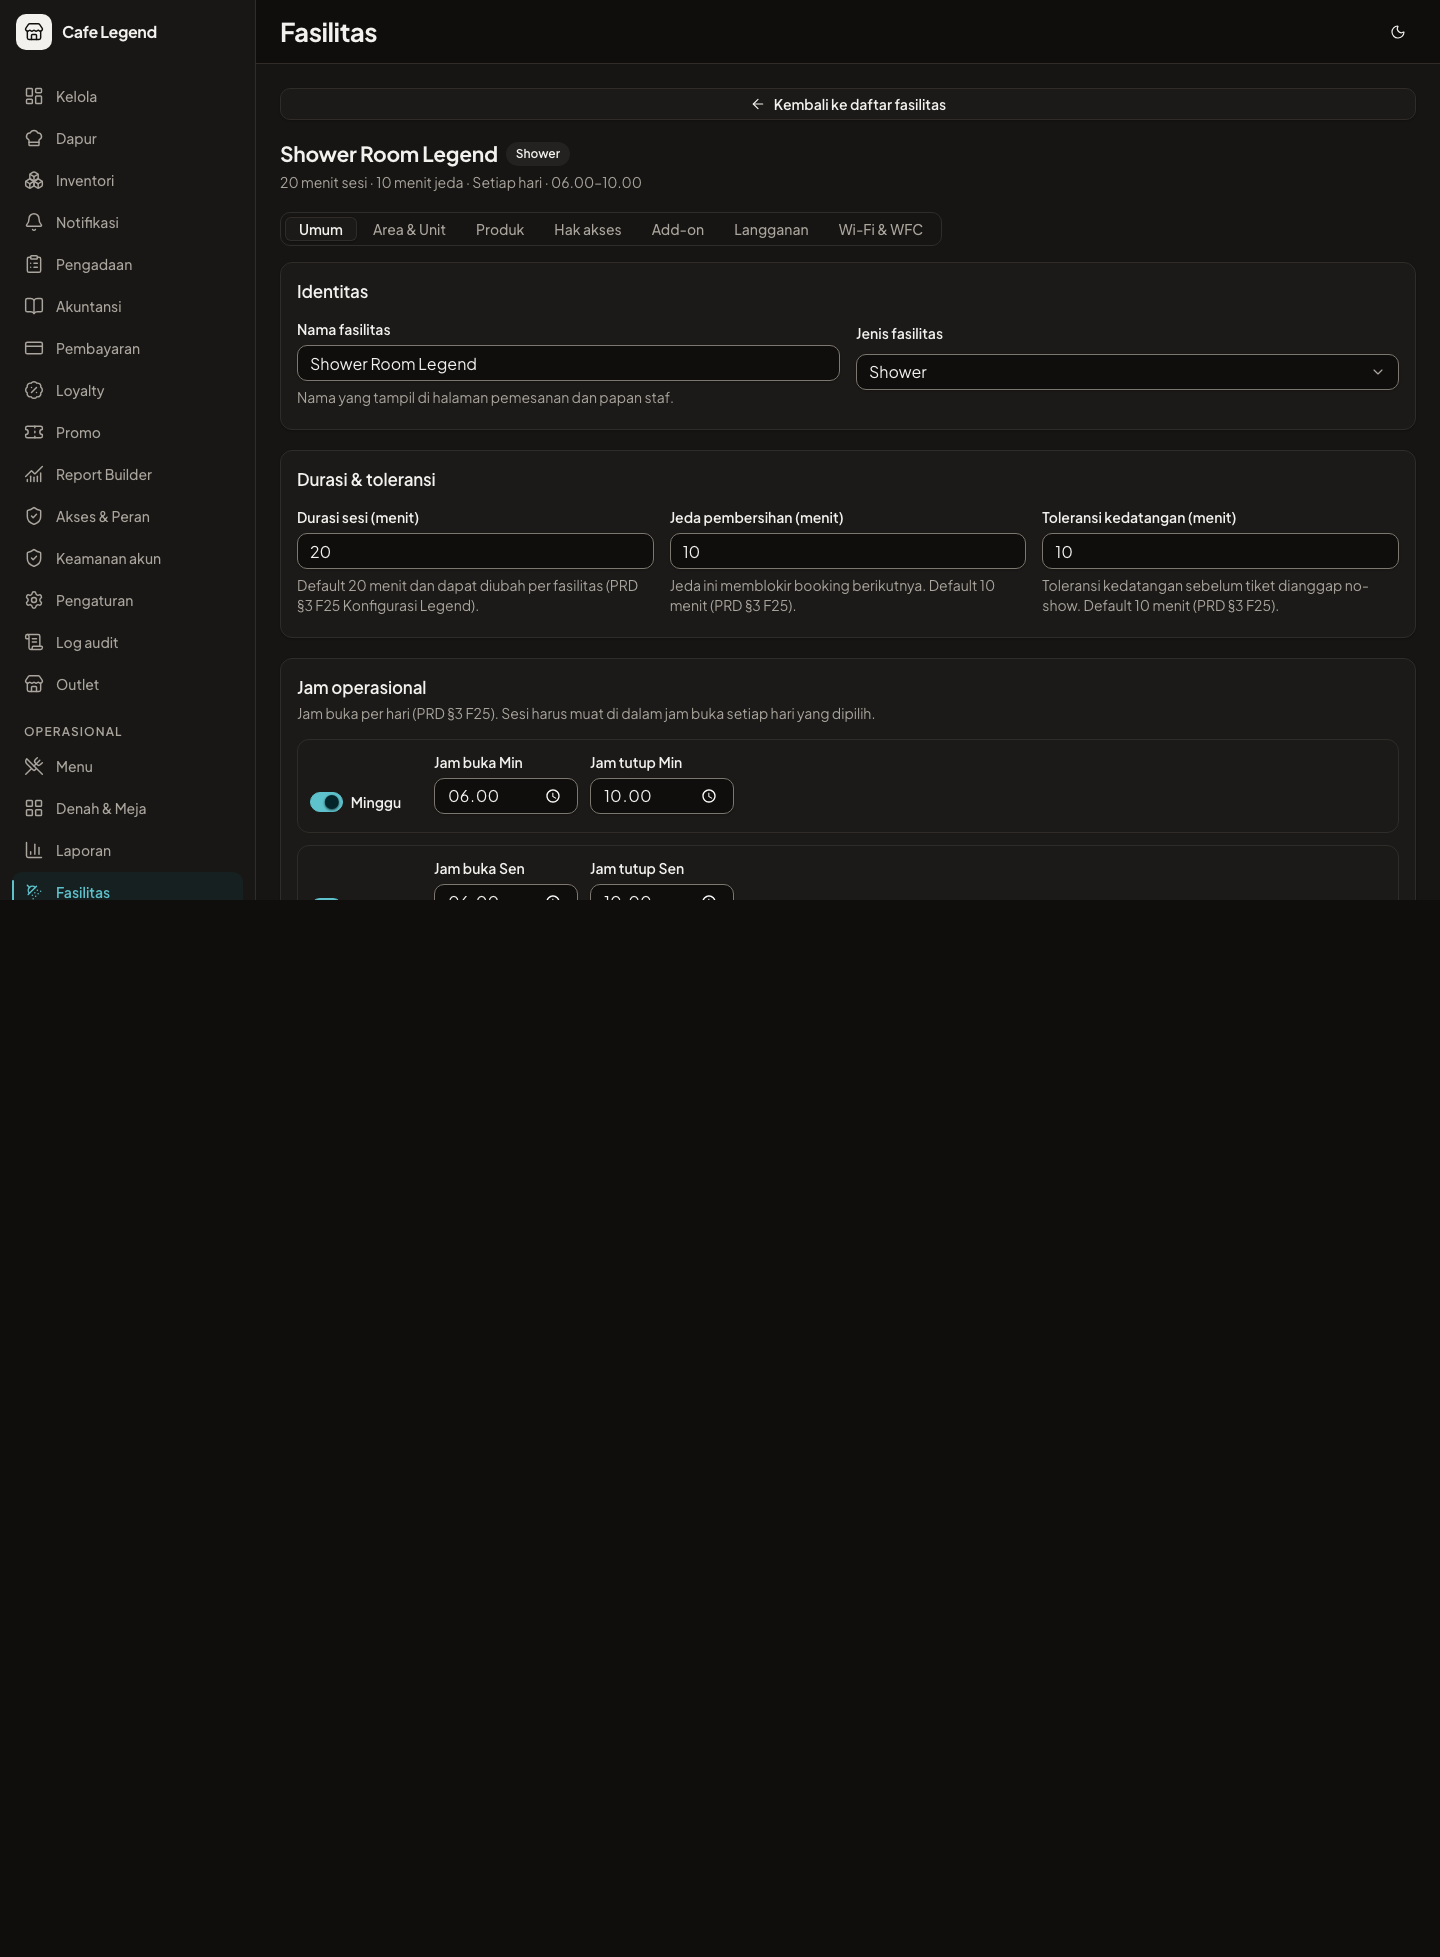 Cafe Legend
Fasilitas
Kelola
Dapur
Inventori
Notifikasi
Pengadaan
Akuntansi
Pembayaran
Loyalty
Promo
Report Builder
Akses & Peran
Keamanan akun
Pengaturan
Log audit
Outlet
OPERASIONAL
Menu
Denah & Meja
Laporan
Fasilitas
Kembali ke daftar fasilitas
Shower Room Legend Shower
20 menit sesi · 10 menit jeda · Setiap hari · 06.00–10.00
Umum Area & Unit Produk Hak akses Add-on Langganan Wi-Fi & WFC
Identitas
Nama fasilitas
Shower Room Legend
Nama yang tampil di halaman pemesanan dan papan staf.
Jenis fasilitas
Shower
Durasi & toleransi
Durasi sesi (menit)
20
Default 20 menit dan dapat diubah per fasilitas (PRD
§3 F25 Konfigurasi Legend).
Jeda pembersihan (menit)
10
Jeda ini memblokir booking berikutnya. Default 10
menit (PRD §3 F25).
Toleransi kedatangan (menit)
10
Toleransi kedatangan sebelum tiket dianggap no-
show. Default 10 menit (PRD §3 F25).
Jam operasional
Jam buka per hari (PRD §3 F25). Sesi harus muat di dalam jam buka setiap hari yang dipilih.
Minggu
Jam buka Min
06.00
Jam tutup Min
10.00
Jam buka Sen
06.00
Jam tutup Sen
10.00